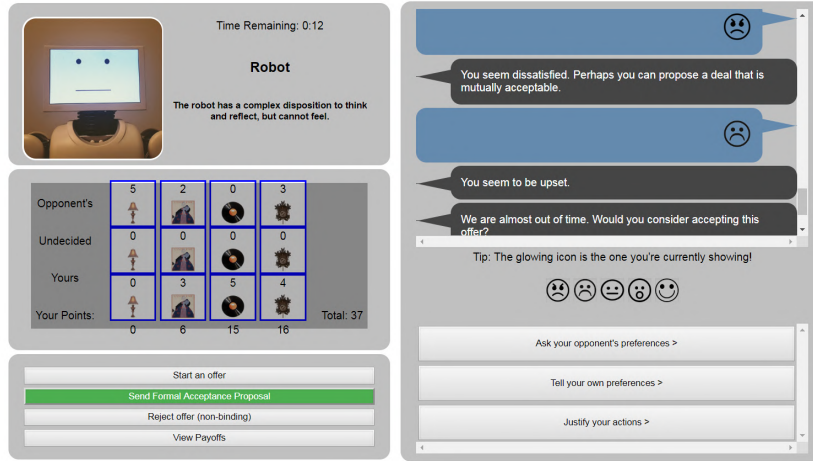 Time Remaining: 0:12
Robot
The robot has a complex disposition to think
and reflect, but cannot feel.
5 2 0 3
Opponent's
Undecided
0 0 0 0
Yours
0 3 5 4
Your Points:
Total: 37
0 6 15 16
Start an offer
Send Formal Acceptance Proposal
Reject offer (non-binding)
View Payoffs
You seem dissatisfied. Perhaps you can propose a deal that is
mutually acceptable.
You seem to be upset.
We are almost out of time. Would you consider accepting this
offer?
Tip: The glowing icon is the one you're currently showing!
Ask your opponent's preferences >
Tell your own preferences >
Justify your actions >